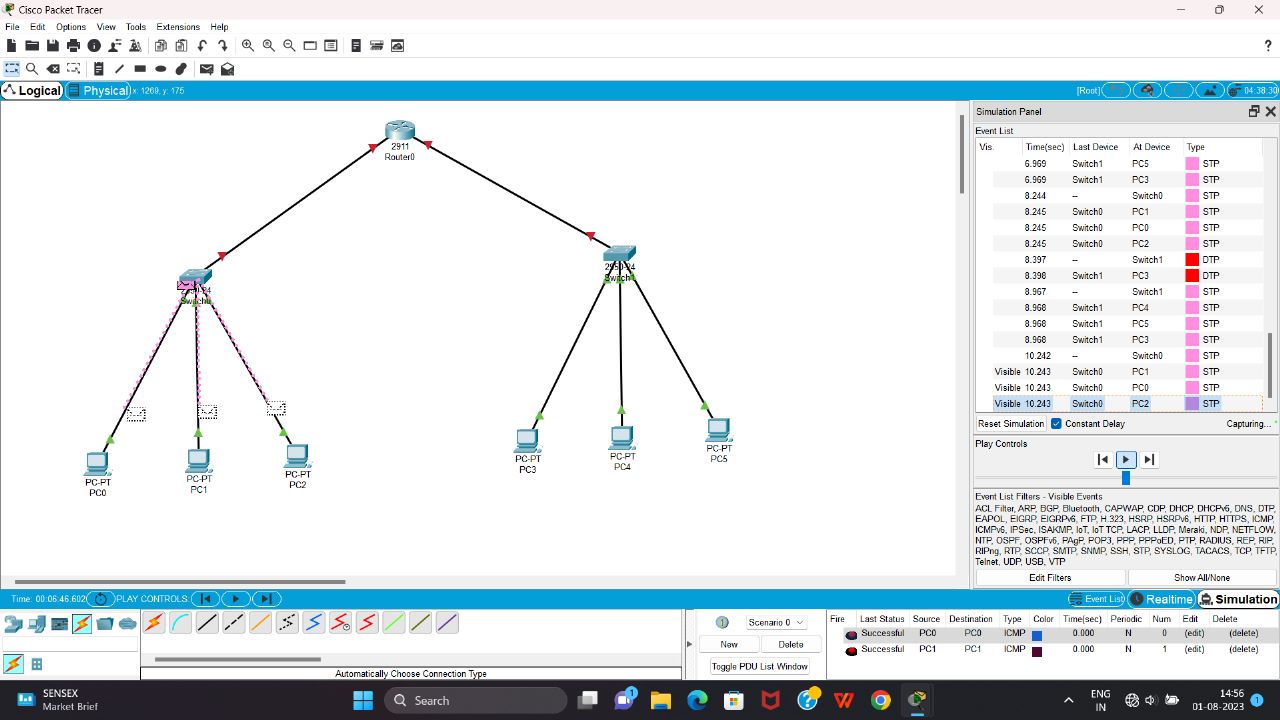 Cisco Packet Tracer
File Edit Options View Tools Extensions Help
?
Logical Physical x: 1269, y: 175 [Root] 04:38:30
2911
Router0
Switch0
Switch1
PC-PT
PC0
PC-PT
PC1
PC-PT
PC2
PC-PT
PC3
PC-PT
PC4
PC-PT
PC5
Simulation Panel
Event List
Vis. Time(sec) Last Device At Device Type
6.969 Switch1 PC5 STP
6.969 Switch1 PC3 STP
8.244 -- Switch0 STP
8.245 Switch0 PC1 STP
8.245 Switch0 PC0 STP
8.245 Switch0 PC2 STP
8.397 -- Switch1 DTP
8.398 Switch1 PC3 DTP
8.967 -- Switch1 STP
8.968 Switch1 PC4 STP
8.968 Switch1 PC5 STP
8.968 Switch1 PC3 STP
10.242 -- Switch0 STP
Visible 10.243 Switch0 PC1 STP
Visible 10.243 Switch0 PC0 STP
Visible 10.243 Switch0 PC2 STP
Reset Simulation Constant Delay Capturing...
Play Controls
Event List Filters - Visible Events
ACL Filter, ARP, BGP, Bluetooth, CAPWAP, CDP, DHCP, DHCPv6, DNS, DTP,
EAPOL, EIGRP, EIGRPv6, FTP, H.323, HSRP, HSRPv6, HTTP, HTTPS, ICMP,
ICMPv6, IPSec, ISAKMP, IoT, IoT TCP, LACP, LLDP, Meraki, NDP, NETFLOW,
NTP, OSPF, OSPFv6, PAgP, POP3, PPP, PPPoED, PTP, RADIUS, REP, RIP,
RIPng, RTP, SCCP, SMTP, SNMP, SSH, STP, SYSLOG, TACACS, TCP, TFTP,
Telnet, UDP, USB, VTP
Edit Filters Show All/None
Time: 00:06:46.602 PLAY CONTROLS: Event List Realtime Simulation
Automatically Choose Connection Type
Scenario 0
New Delete
Toggle PDU List Window
Fire Last Status Source Destination Type Color Time(sec) Periodic Num Edit Delete
Successful PC0 PC0 ICMP 0.000 N 0 (edit) (delete)
Successful PC1 PC1 ICMP 0.000 N 1 (edit) (delete)
SENSEX
Market Brief
Search
1
ENG
IN
14:56
01-08-2023
1